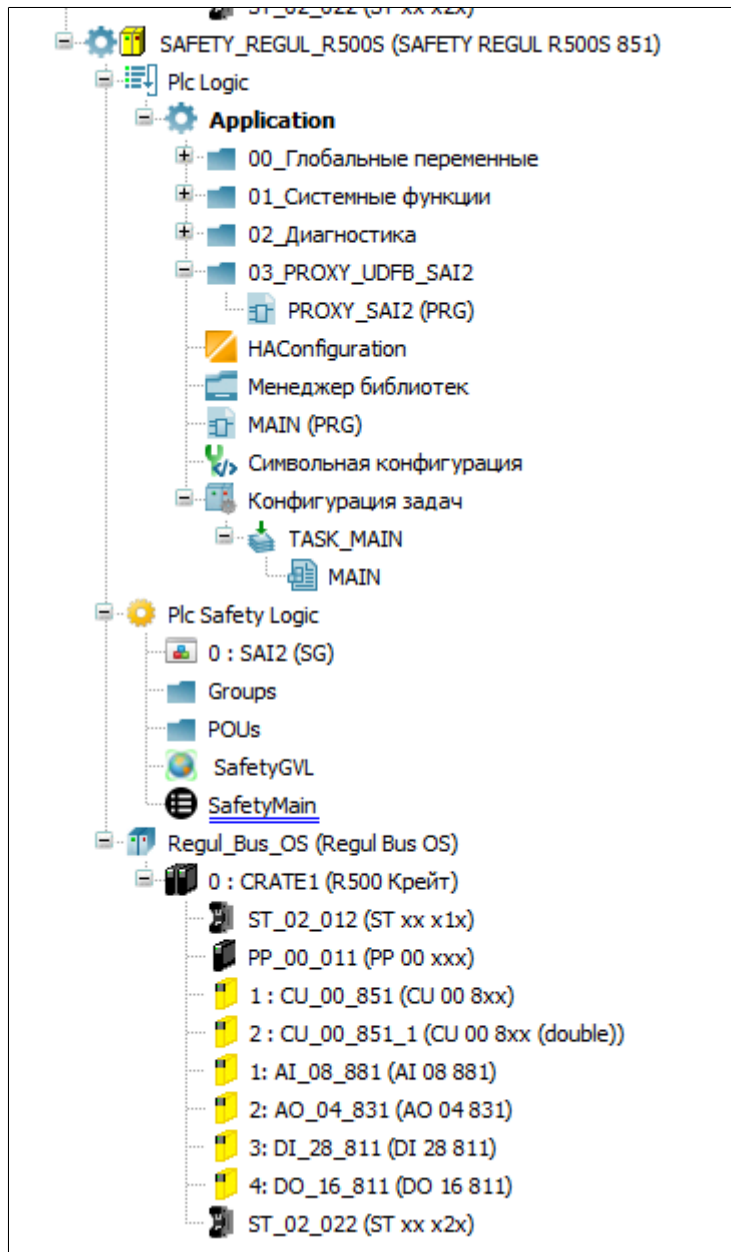 ST_02_022 (ST xx x2x)
SAFETY_REGUL_R500S (SAFETY REGUL R500S 851)
Plc Logic
Application
00_Глобальные переменные
01_Системные функции
02_Диагностика
03_PROXY_UDFB_SAI2
PROXY_SAI2 (PRG)
HAConfiguration
Менеджер библиотек
MAIN (PRG)
Символьная конфигурация
Конфигурация задач
TASK_MAIN
MAIN
Plc Safety Logic
0 : SAI2 (SG)
Groups
POUs
SafetyGVL
SafetyMain
Regul_Bus_OS (Regul Bus OS)
0 : CRATE1 (R500 Крейт)
ST_02_012 (ST xx x1x)
PP_00_011 (PP 00 xxx)
1 : CU_00_851 (CU 00 8xx)
2 : CU_00_851_1 (CU 00 8xx (double))
1: AI_08_881 (AI 08 881)
2: AO_04_831 (AO 04 831)
3: DI_28_811 (DI 28 811)
4: DO_16_811 (DO 16 811)
ST_02_022 (ST xx x2x)